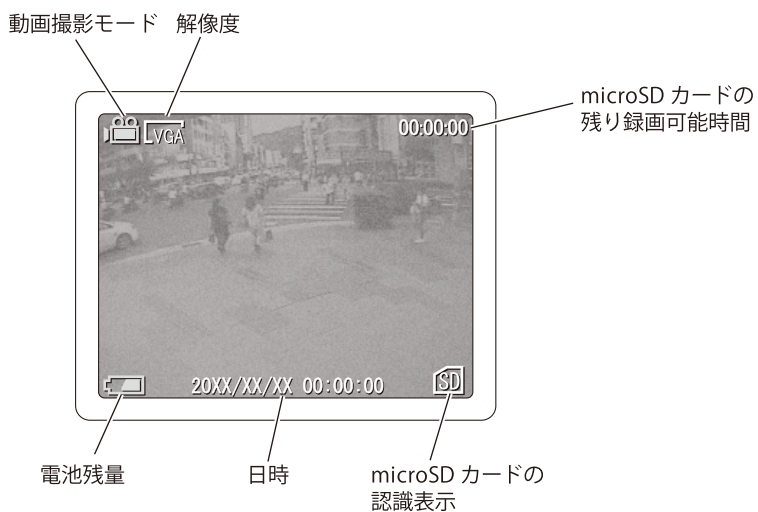 動画撮影モード 解像度
microSD カードの
残り録画可能時間
VGA
00:00:00
20XX/XX/XX 00:00:00
SD
電池残量
日時
microSD カードの
認識表示